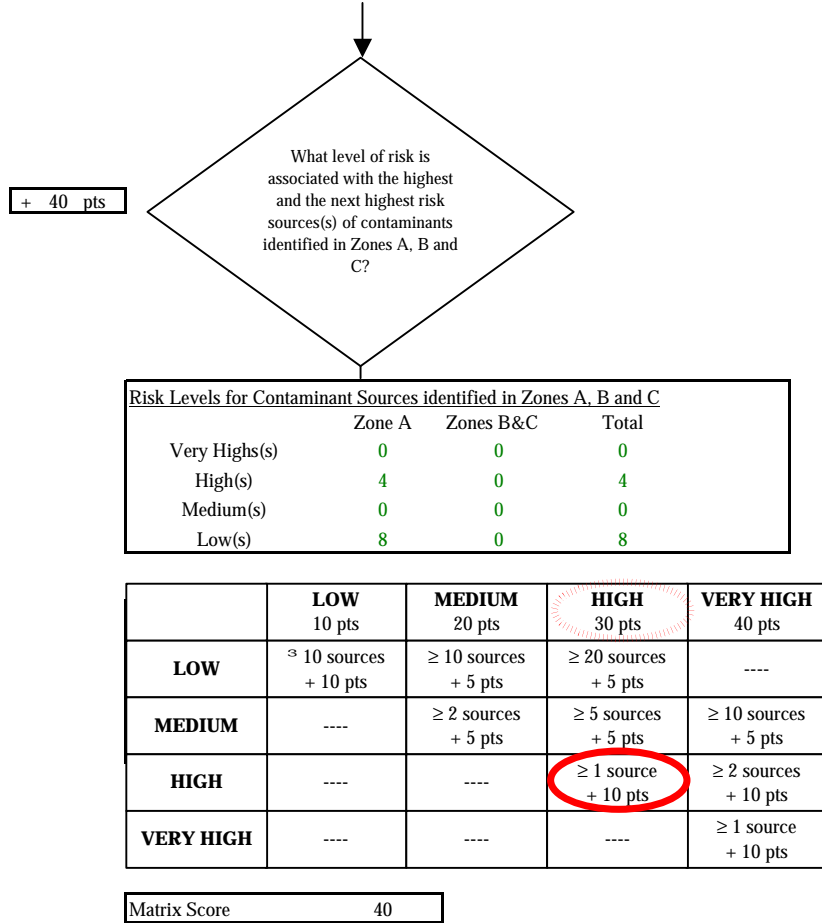 What level of risk is
associated with the highest
and the next highest risk
sources(s) of contaminants
identified in Zones A, B and
C?
+ 40 pts
Risk Levels for Contaminant Sources identified in Zones A, B and C
Zone A Zones B&C Total
Very Highs(s) 0 0 0
High(s) 4 0 4
Medium(s) 0 0 0
Low(s) 8 0 8
LOW MEDIUM HIGH VERY HIGH
10 pts 20 pts 30 pts 40 pts
LOW ³ 10 sources + 10 pts ≥ 10 sources + 5 pts ≥ 20 sources + 5 pts ----
MEDIUM ---- ≥ 2 sources + 5 pts ≥ 5 sources + 5 pts ≥ 10 sources + 5 pts
HIGH ---- ---- ≥ 1 source + 10 pts ≥ 2 sources + 10 pts
VERY HIGH ---- ---- ---- ≥ 1 source + 10 pts
Matrix Score 40